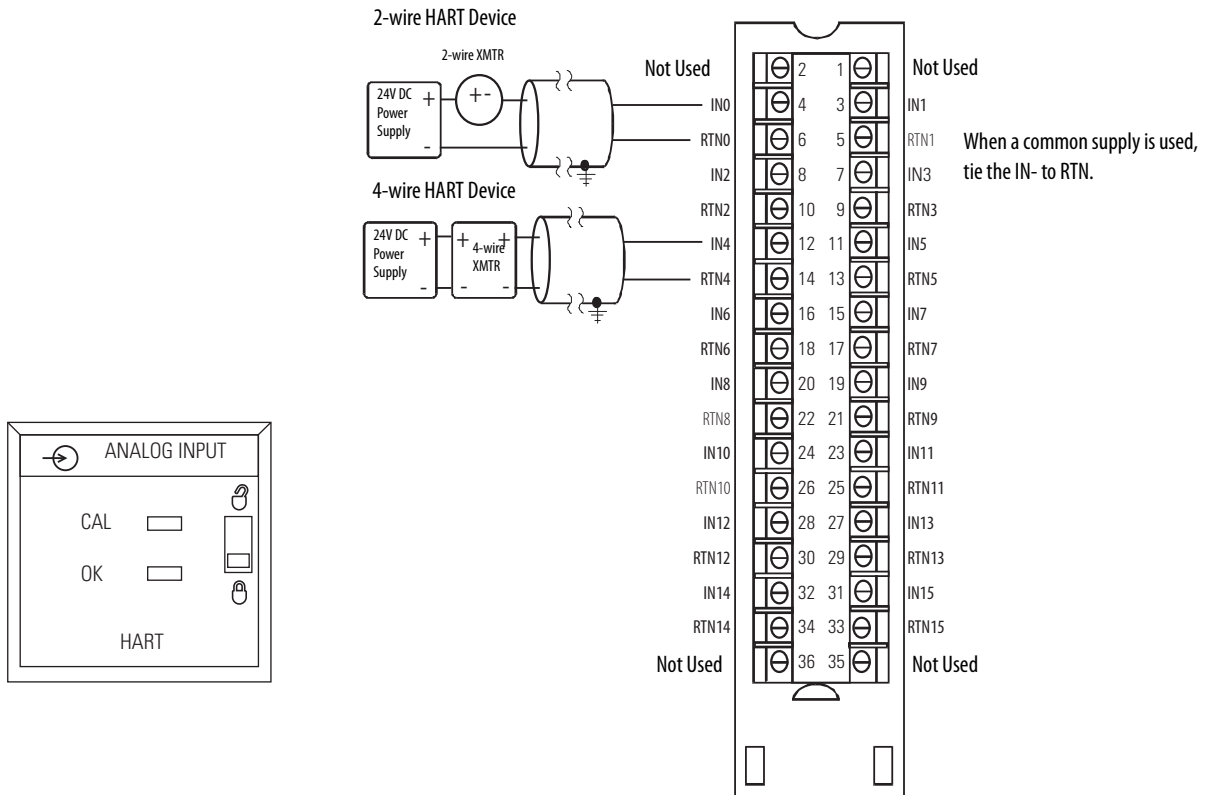 2-wire HART Device
2-wire XMTR
24V DC
Power
Supply
+
-
+ -
4-wire HART Device
24V DC
Power
Supply
+
-
+ +
4-wire
XMTR
- -
Not Used 2 1 Not Used
IN0 4 3 IN1
RTN0 6 5 RTN1
IN2 8 7 IN3
RTN2 10 9 RTN3
IN4 12 11 IN5
RTN4 14 13 RTN5
IN6 16 15 IN7
RTN6 18 17 RTN7
IN8 20 19 IN9
RTN8 22 21 RTN9
IN10 24 23 IN11
RTN10 26 25 RTN11
IN12 28 27 IN13
RTN12 30 29 RTN13
IN14 32 31 IN15
RTN14 34 33 RTN15
Not Used 36 35 Not Used
When a common supply is used,
tie the IN- to RTN.
ANALOG INPUT
CAL
OK
HART